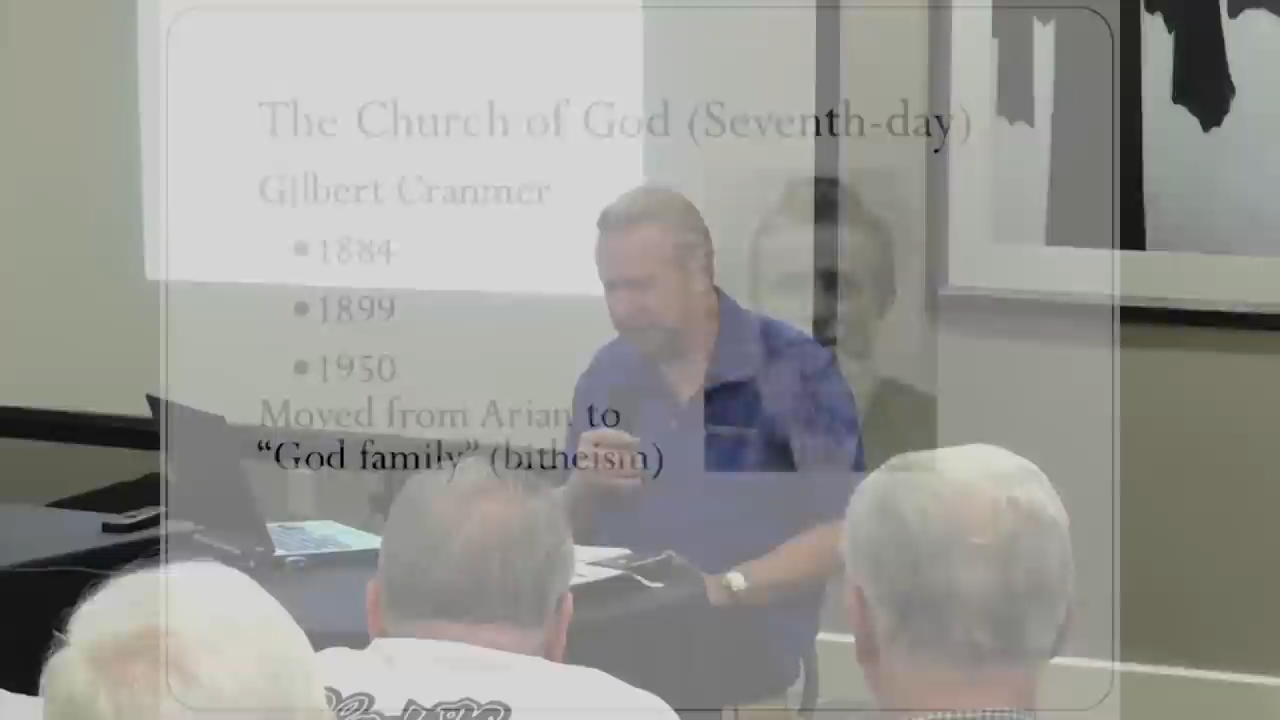 The Church of God (Seventh-day)
Gilbert Cranmer
• 1884
• 1899
• 1950
Moved from Arian to
“God family” (bitheism)